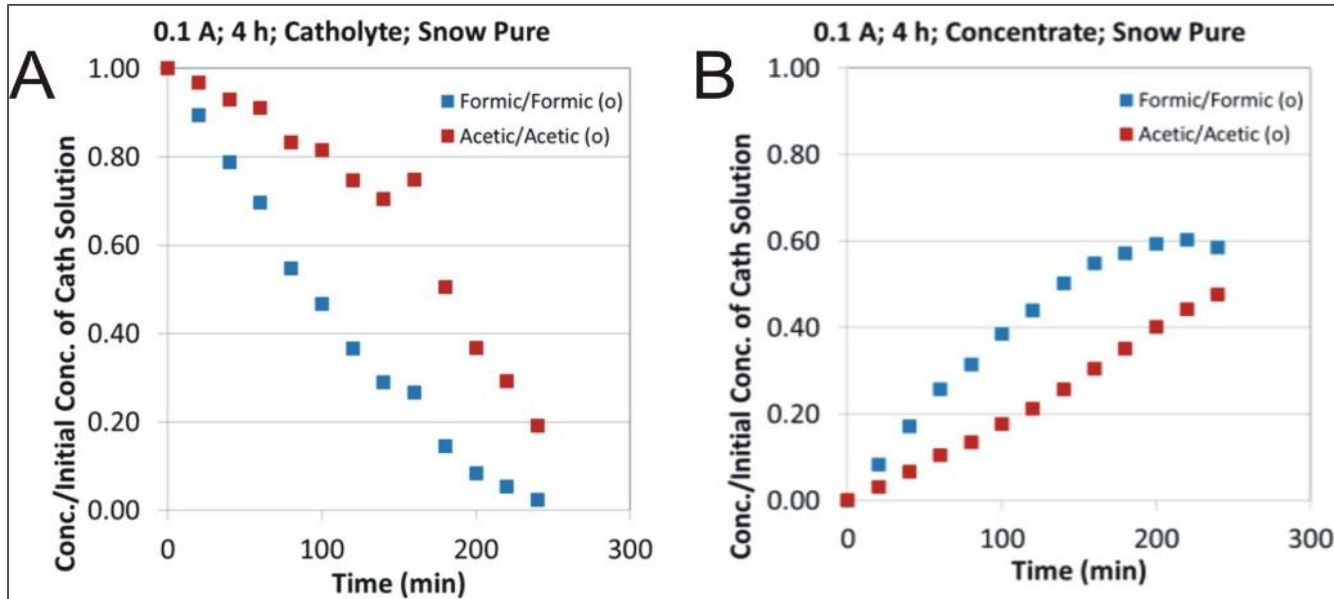 A
0.1 A; 4 h; Catholyte; Snow Pure
Conc./Initial Conc. of Cath Solution
1.00
0.80
0.60
0.40
0.20
0.00
Formic/Formic (o)
Acetic/Acetic (o)
0 100 200 300
Time (min)
B
0.1 A; 4 h; Concentrate; Snow Pure
Conc./Initial Conc. of Cath Solution
1.00
0.80
0.60
0.40
0.20
0.00
Formic/Formic (o)
Acetic/Acetic (o)
0 100 200 300
Time (min)